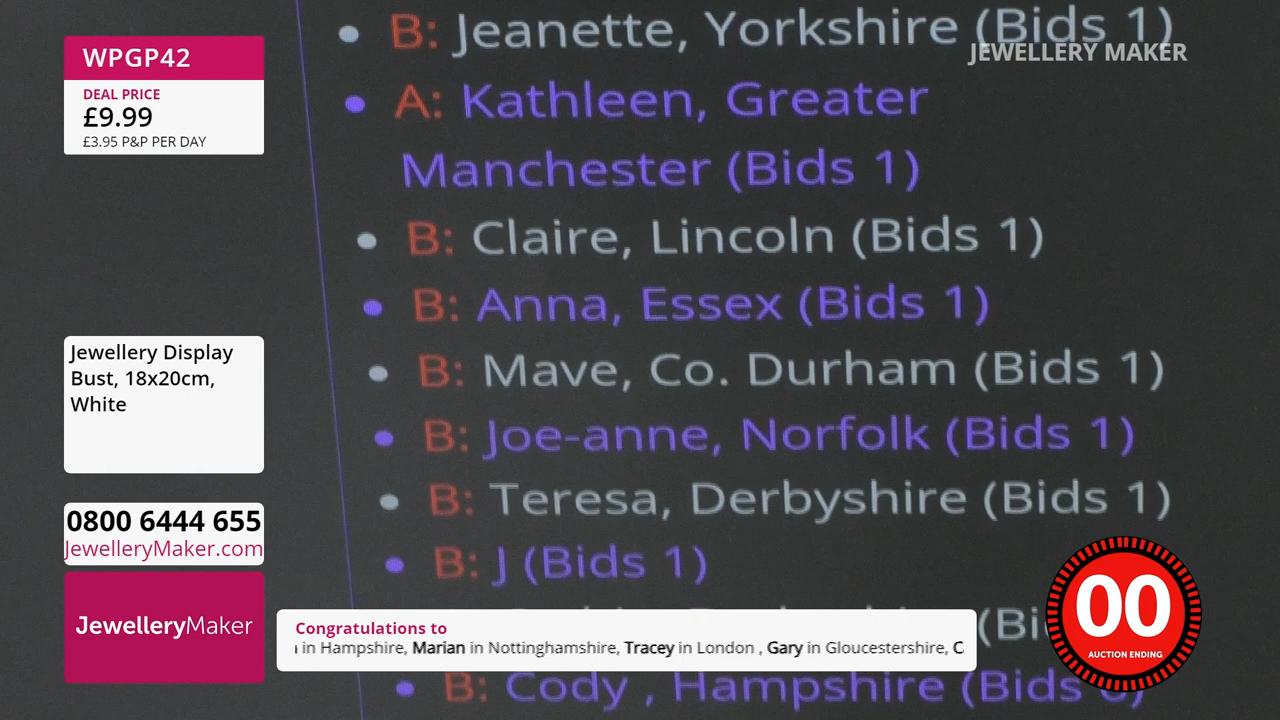 WPGP42
DEAL PRICE
£9.99
£3.95 P&P PER DAY
Jewellery Display
Bust, 18x20cm,
White
0800 6444 655
JewelleryMaker.com
JewelleryMaker
JEWELLERY MAKER
B: Jeanette, Yorkshire (Bids 1)
A: Kathleen, Greater
Manchester (Bids 1)
B: Claire, Lincoln (Bids 1)
B: Anna, Essex (Bids 1)
B: Mave, Co. Durham (Bids 1)
B: Joe-anne, Norfolk (Bids 1)
B: Teresa, Derbyshire (Bids 1)
B: J (Bids 1)
B: Cody , Hampshire (Bids
Congratulations to
in Hampshire, Marian in Nottinghamshire, Tracey in London , Gary in Gloucestershire, C
00
AUCTION ENDING